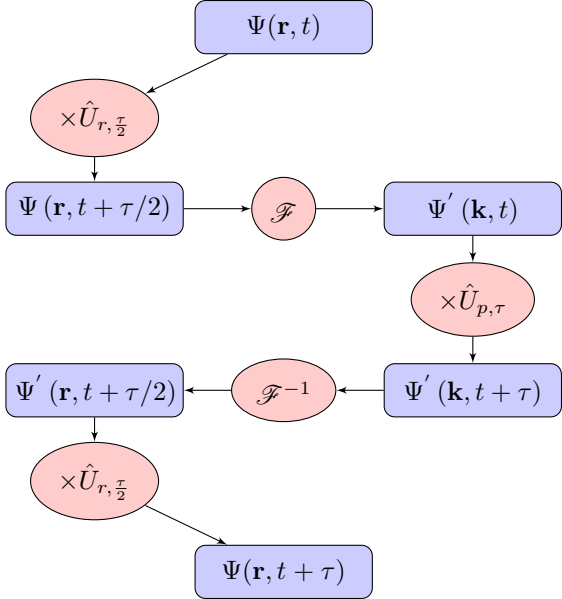 Ψ(𝐫, t)
×Û_{r, τ/2}
Ψ (𝐫, t + τ/2)
ℱ
Ψ′ (𝐤, t)
×Û_{p,τ}
Ψ′ (𝐫, t + τ/2)
ℱ⁻¹
Ψ′ (𝐤, t + τ)
×Û_{r, τ/2}
Ψ(𝐫, t + τ)